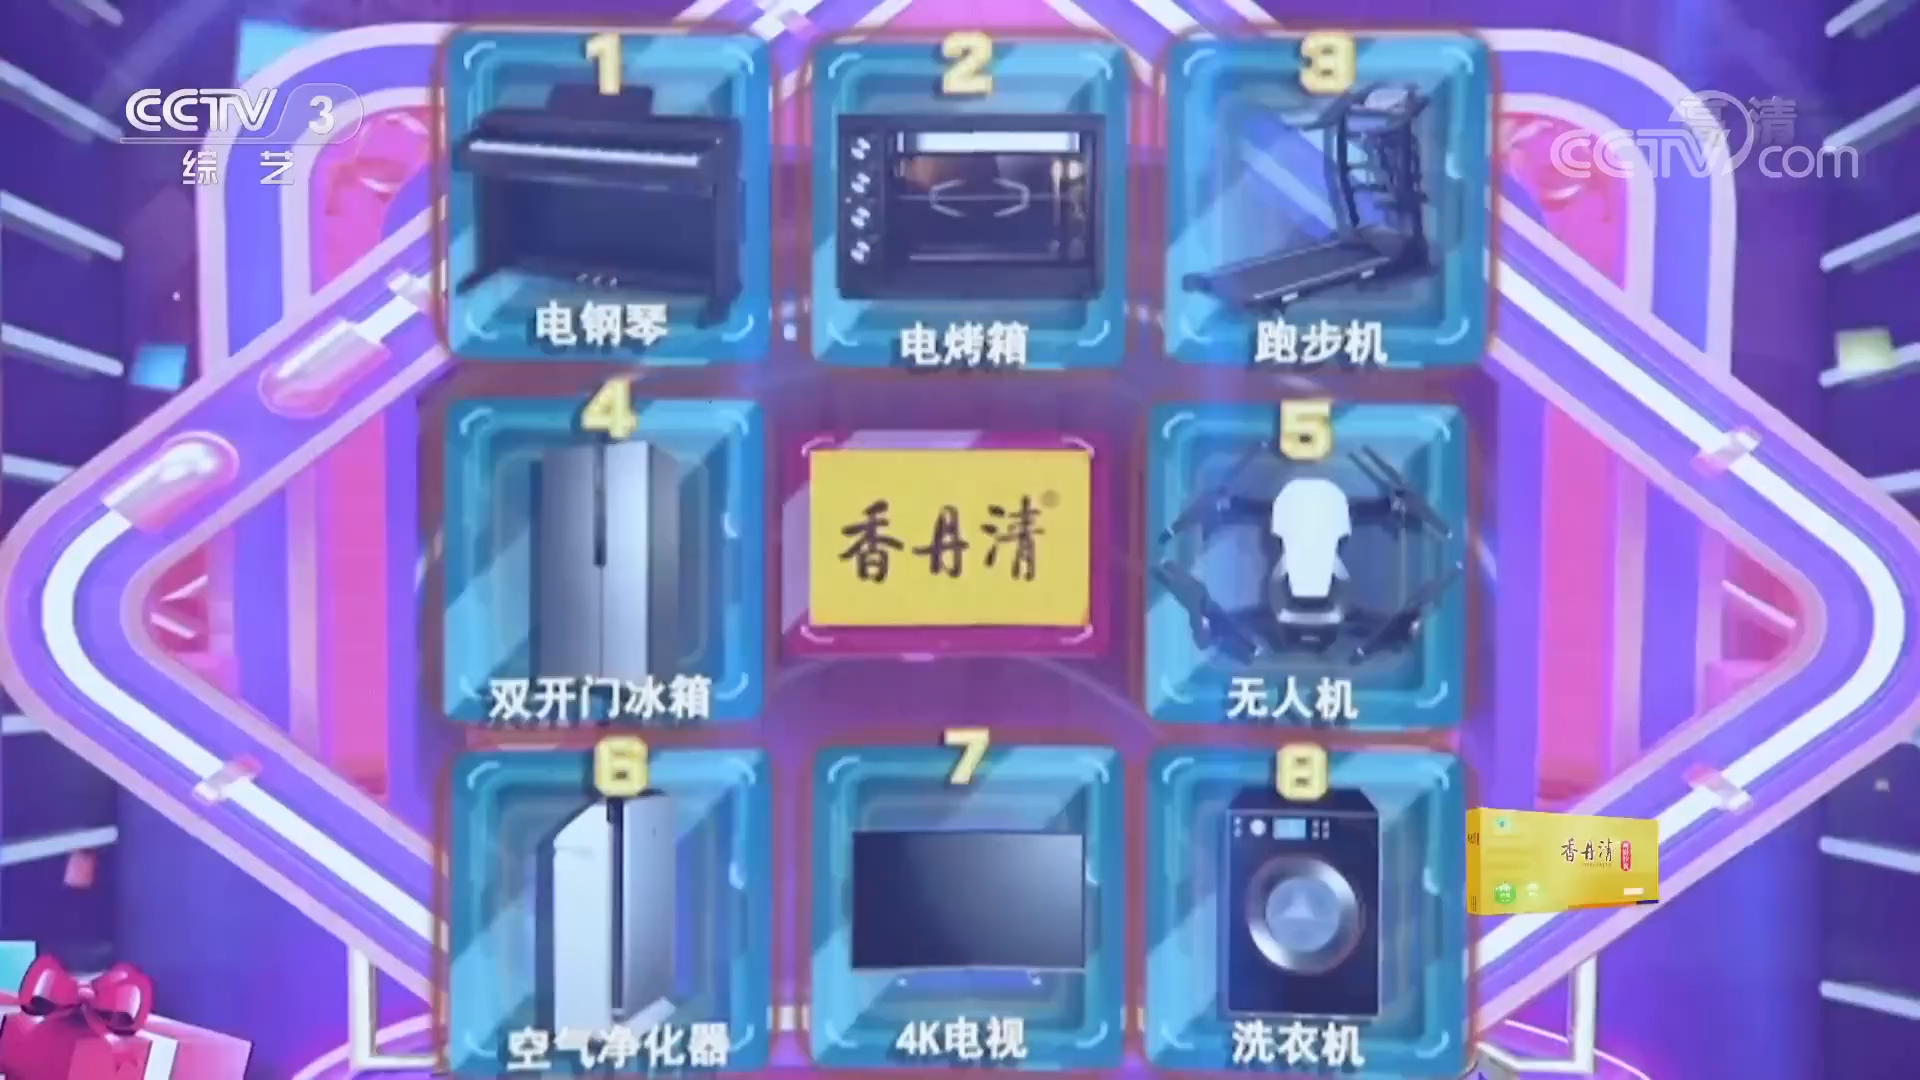 CCTV 3
综艺
高清
CCTV com
1
电钢琴
2
电烤箱
3
跑步机
4
双开门冰箱
香丹清®
5
无人机
6
空气净化器
7
4K电视
8
洗衣机
香丹清